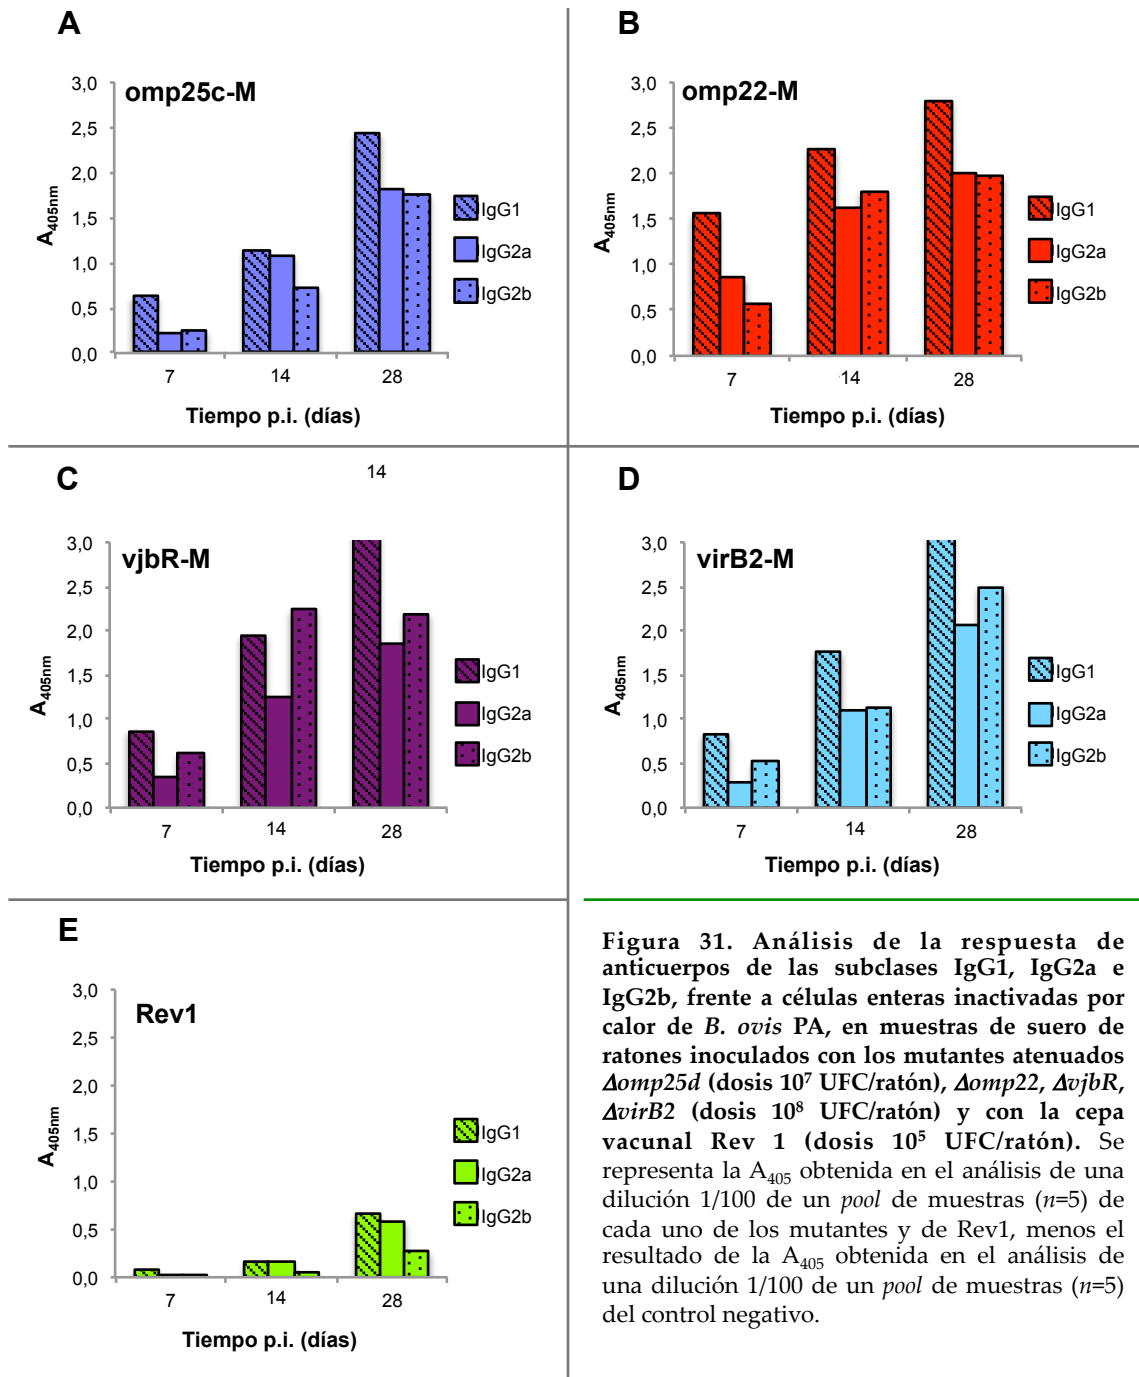 A
omp25c-M
3,0
2,5
2,0
1,5
1,0
0,5
0,0
A405nm
7
14
28
Tiempo p.i. (días)
IgG1
IgG2a
IgG2b
B
omp22-M
3,0
2,5
2,0
1,5
1,0
0,5
0,0
A405nm
7
14
28
Tiempo p.i. (días)
IgG1
IgG2a
IgG2b
C
14
vjbR-M
3,0
2,5
2,0
1,5
1,0
0,5
0,0
A405nm
7
14
28
Tiempo p.i. (días)
IgG1
IgG2a
IgG2b
D
virB2-M
3,0
2,5
2,0
1,5
1,0
0,5
0,0
A405nm
7
14
28
Tiempo p.i. (días)
IgG1
IgG2a
IgG2b
E
Rev1
3,0
2,5
2,0
1,5
1,0
0,5
0,0
A405nm
7
14
28
Tiempo p.i. (días)
IgG1
IgG2a
IgG2b
Figura 31. Análisis de la respuesta de
anticuerpos de las subclases IgG1, IgG2a e
IgG2b, frente a células enteras inactivadas por
calor de B. ovis PA, en muestras de suero de
ratones inoculados con los mutantes atenuados
Δomp25d (dosis 10⁷ UFC/ratón), Δomp22, ΔvjbR,
ΔvirB2 (dosis 10⁸ UFC/ratón) y con la cepa
vacunal Rev 1 (dosis 10⁵ UFC/ratón). Se
representa la A₄₀₅ obtenida en el análisis de una
dilución 1/100 de un pool de muestras (n=5) de
cada uno de los mutantes y de Rev1, menos el
resultado de la A₄₀₅ obtenida en el análisis de
una dilución 1/100 de un pool de muestras (n=5)
del control negativo.